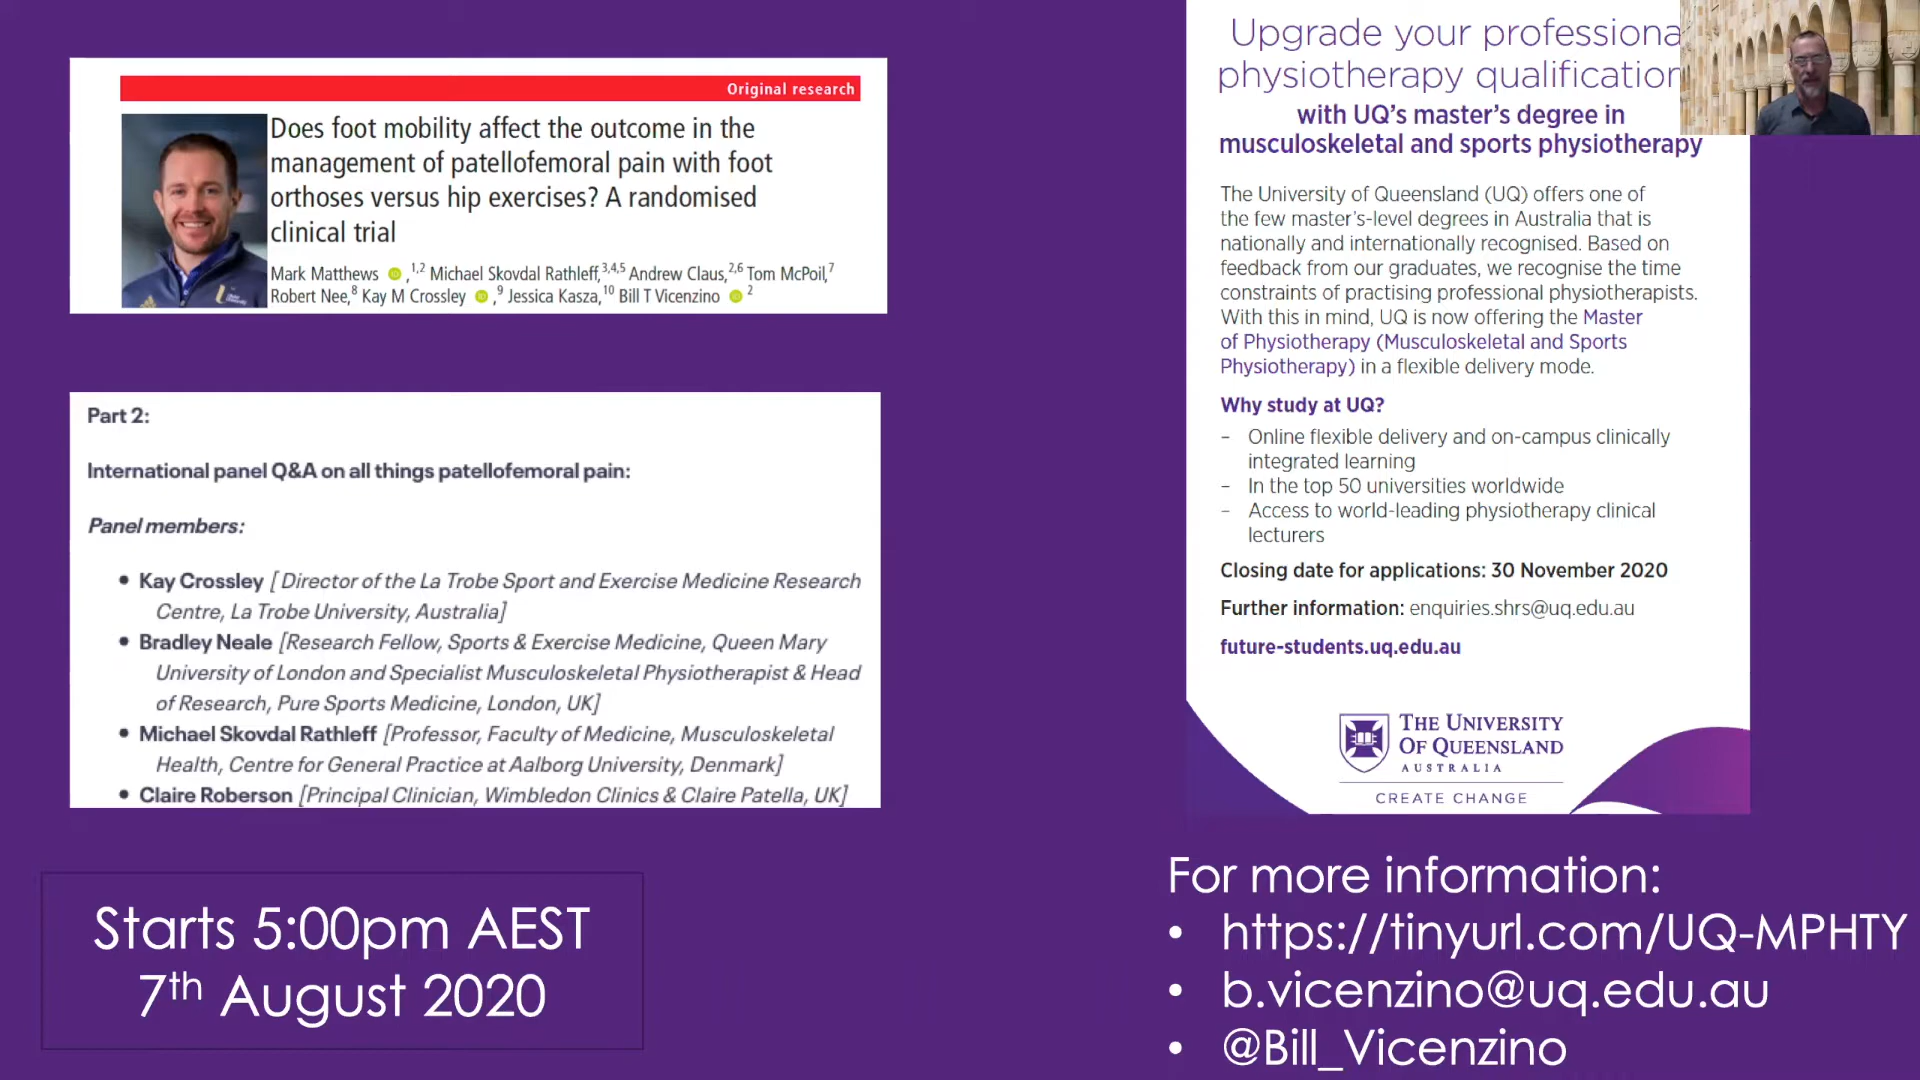 Original research
Does foot mobility affect the outcome in the
management of patellofemoral pain with foot
orthoses versus hip exercises? A randomised
clinical trial
Mark Matthews ,1,2 Michael Skovdal Rathleff,3,4,5 Andrew Claus,2,6 Tom McPoil,7
Robert Nee,8 Kay M Crossley ,9 Jessica Kasza,10 Bill T Vicenzino 2
Part 2:
International panel Q&A on all things patellofemoral pain:
Panel members:
• Kay Crossley [ Director of the La Trobe Sport and Exercise Medicine Research
Centre, La Trobe University, Australia]
• Bradley Neale [Research Fellow, Sports & Exercise Medicine, Queen Mary
University of London and Specialist Musculoskeletal Physiotherapist & Head
of Research, Pure Sports Medicine, London, UK]
• Michael Skovdal Rathleff [Professor, Faculty of Medicine, Musculoskeletal
Health, Centre for General Practice at Aalborg University, Denmark]
• Claire Roberson [Principal Clinician, Wimbledon Clinics & Claire Patella, UK]
Starts 5:00pm AEST
7th August 2020
Upgrade your professiona
physiotherapy qualification
with UQ's master's degree in
musculoskeletal and sports physiotherapy
The University of Queensland (UQ) offers one of
the few master's-level degrees in Australia that is
nationally and internationally recognised. Based on
feedback from our graduates, we recognise the time
constraints of practising professional physiotherapists.
With this in mind, UQ is now offering the Master
of Physiotherapy (Musculoskeletal and Sports
Physiotherapy) in a flexible delivery mode.
Why study at UQ?
– Online flexible delivery and on-campus clinically
integrated learning
– In the top 50 universities worldwide
– Access to world-leading physiotherapy clinical
lecturers
Closing date for applications: 30 November 2020
Further information: enquiries.shrs@uq.edu.au
future-students.uq.edu.au
THE UNIVERSITY
OF QUEENSLAND
AUSTRALIA
CREATE CHANGE
For more information:
• https://tinyurl.com/UQ-MPHTY
• b.vicenzino@uq.edu.au
• @Bill_Vicenzino